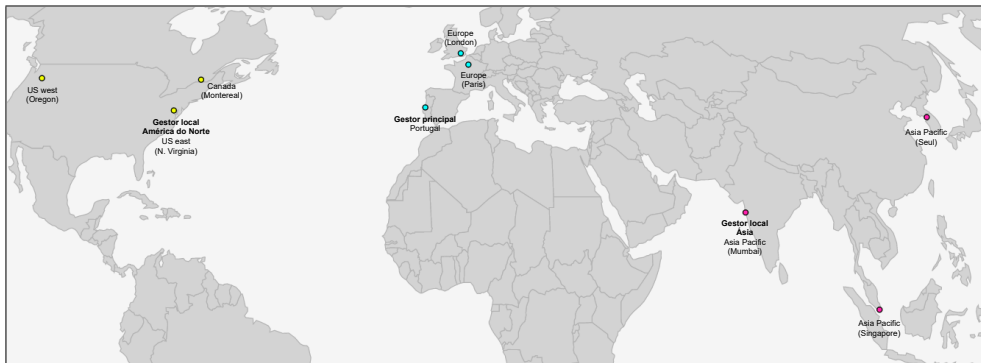 Europe
(London)
Europe
(Paris)
US west
(Oregon)
Canada
(Montereal)
Gestor local
América do Norte
US east
(N. Virginia)
Gestor principal
Portugal
Asia Pacific
(Seul)
Gestor local
Ásia
Asia Pacific
(Mumbai)
Asia Pacific
(Singapore)